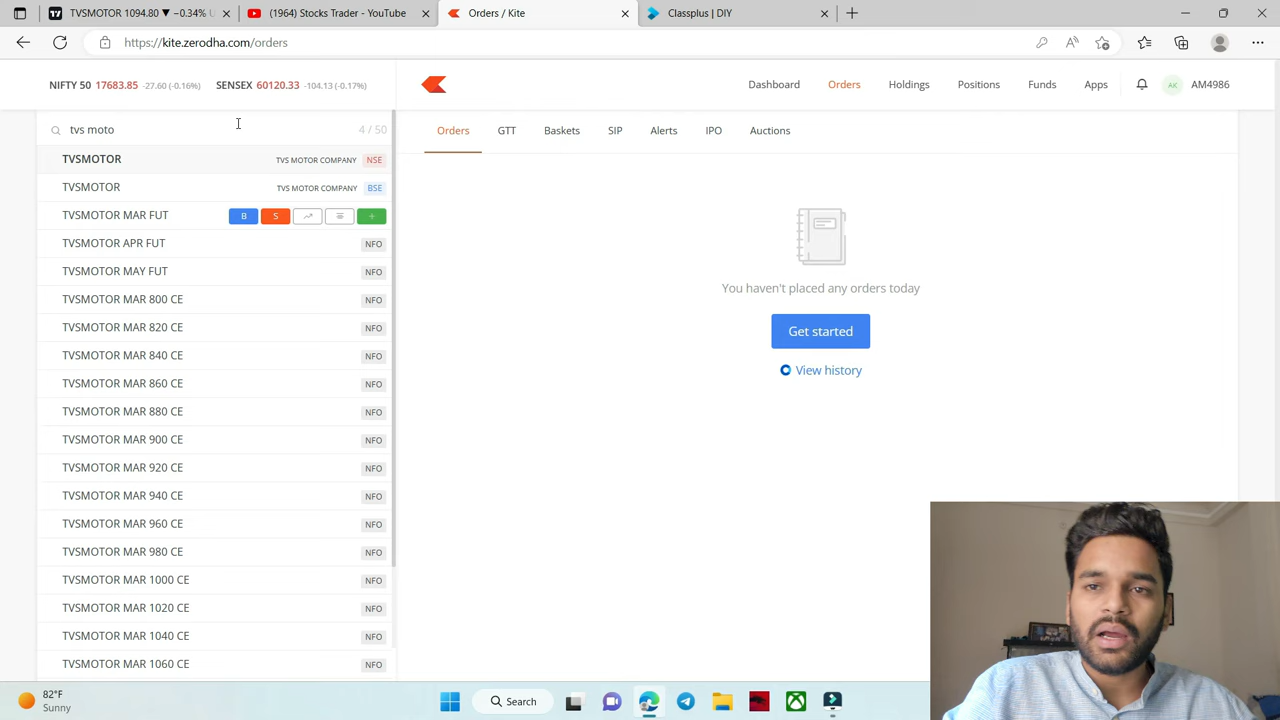 TVSMOTOR 1094.80 ▼ −0.34% U
(1964) Stocks Trader - YouTube
Orders / Kite
Classplus | DIY
https://kite.zerodha.com/orders
NIFTY 50 17683.85 -27.60 (-0.16%) SENSEX 60120.33 -104.13 (-0.17%)
Dashboard Orders Holdings Positions Funds Apps AK AM4986
tvs moto 4 / 50
Orders GTT Baskets SIP Alerts IPO Auctions
TVSMOTOR TVS MOTOR COMPANY NSE
TVSMOTOR TVS MOTOR COMPANY BSE
TVSMOTOR MAR FUT B S
TVSMOTOR APR FUT NFO
TVSMOTOR MAY FUT NFO
TVSMOTOR MAR 800 CE NFO
TVSMOTOR MAR 820 CE NFO
TVSMOTOR MAR 840 CE NFO
TVSMOTOR MAR 860 CE NFO
TVSMOTOR MAR 880 CE NFO
TVSMOTOR MAR 900 CE NFO
TVSMOTOR MAR 920 CE NFO
TVSMOTOR MAR 940 CE NFO
TVSMOTOR MAR 960 CE NFO
TVSMOTOR MAR 980 CE NFO
TVSMOTOR MAR 1000 CE NFO
TVSMOTOR MAR 1020 CE NFO
TVSMOTOR MAR 1040 CE NFO
TVSMOTOR MAR 1060 CE NFO
You haven't placed any orders today
Get started
View history
82°F
Sunny
Search